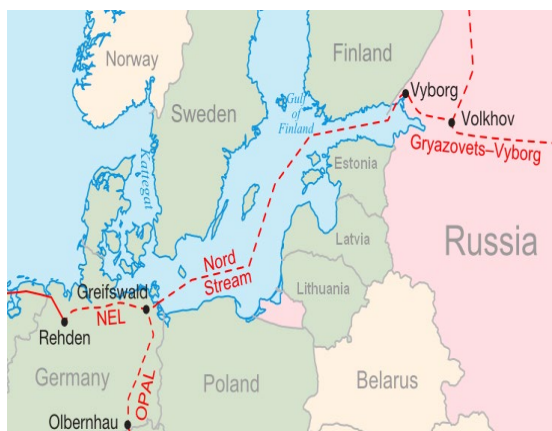 Norway
Finland
Sweden
Vyborg
Gulf
of
Finland
Volkhov
Gryazovets–Vyborg
Kattegat
Estonia
Latvia
Russia
Nord
Stream
Lithuania
Greifswald
NEL
Rehden
Germany
OPAL
Poland
Belarus
Olbernhau